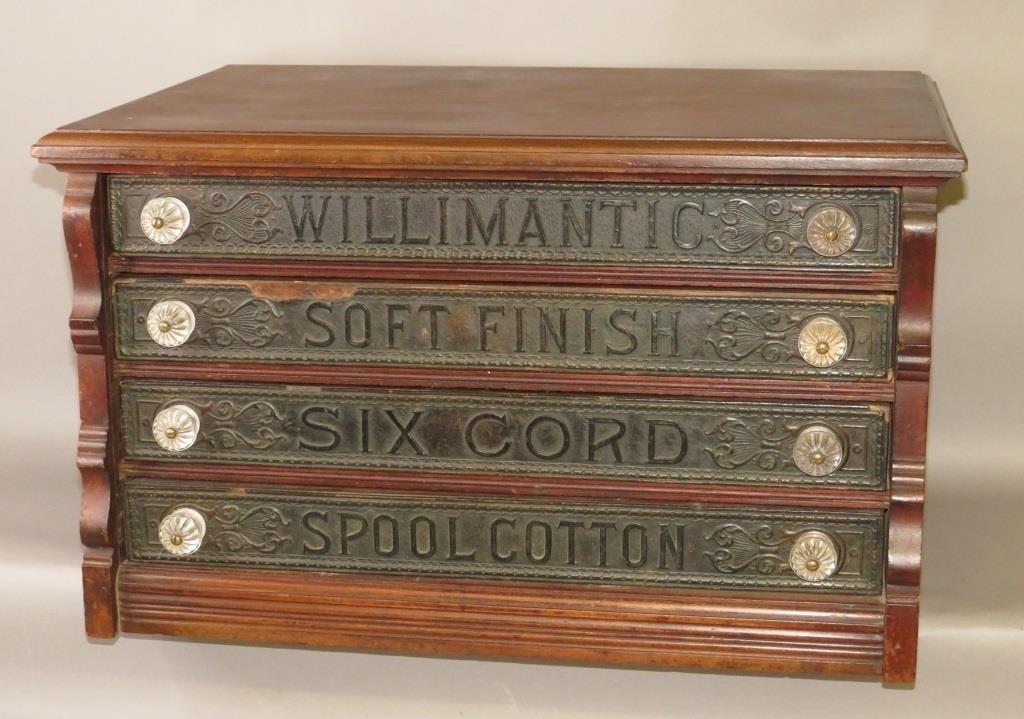 WILLIMANTIC
SOFT FINISH
SIX CORD
SPOOL COTTON